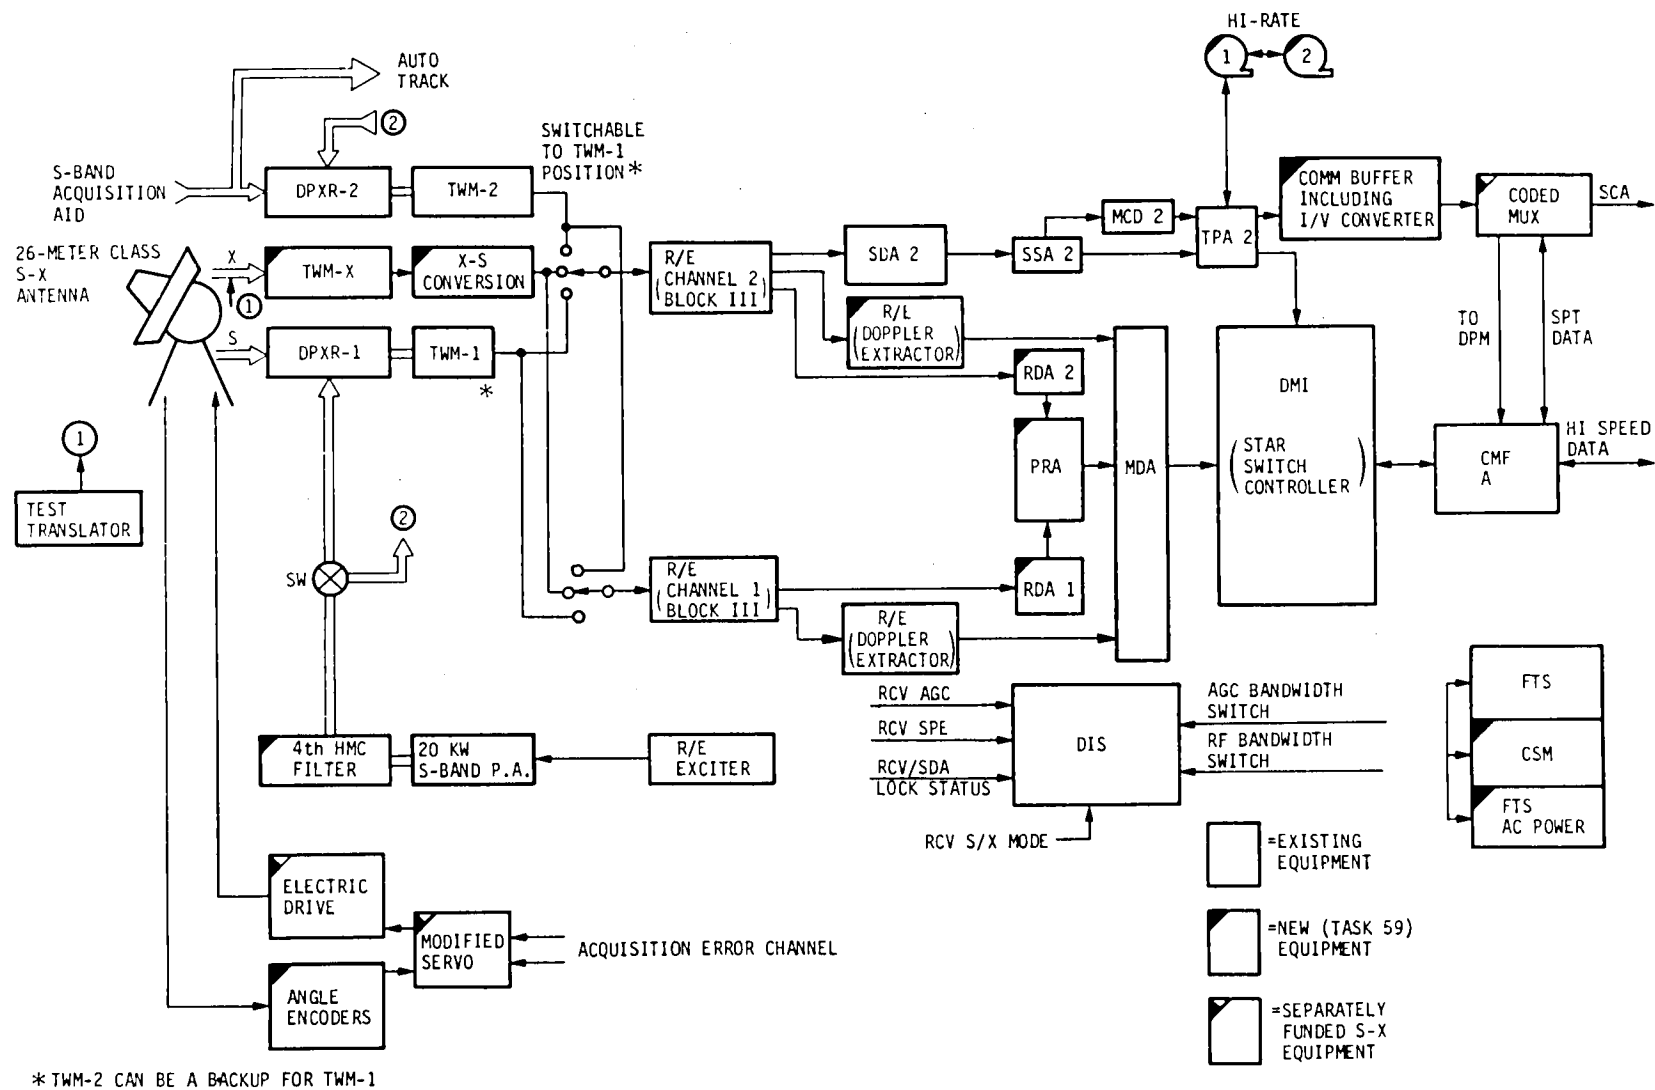 HI-RATE
1
2
AUTO
TRACK
2
SWITCHABLE
TO TWM-1
POSITION *
S-BAND
ACQUISITION
AID
DPXR-2
TWM-2
COMM BUFFER
INCLUDING
I/V CONVERTER
CODED
MUX
SCA
MCD 2
TPA 2
26-METER CLASS
S-X
ANTENNA
X
1
TWM-X
X-S
CONVERSION
R/E
(CHANNEL 2
BLOCK III)
SDA 2
SSA 2
S
DPXR-1
TWM-1
*
R/E
(DOPPLER
EXTRACTOR)
TO
DPM
SPT
DATA
RDA 2
PRA
MDA
DMI
(STAR
SWITCH
CONTROLLER)
CMF
A
HI SPEED
DATA
1
TEST
TRANSLATOR
2
SW
R/E
(CHANNEL 1
BLOCK III)
RDA 1
R/E
(DOPPLER
EXTRACTOR)
4th HMC
FILTER
20 KW
S-BAND P.A.
R/E
EXCITER
RCV AGC
RCV SPE
RCV/SDA
LOCK STATUS
DIS
AGC BANDWIDTH
SWITCH
RF BANDWIDTH
SWITCH
RCV S/X MODE
FTS
CSM
FTS
AC POWER
=EXISTING
EQUIPMENT
=NEW (TASK 59)
EQUIPMENT
=SEPARATELY
FUNDED S-X
EQUIPMENT
ELECTRIC
DRIVE
MODIFIED
SERVO
ACQUISITION ERROR CHANNEL
ANGLE
ENCODERS
* TWM-2 CAN BE A BACKUP FOR TWM-1